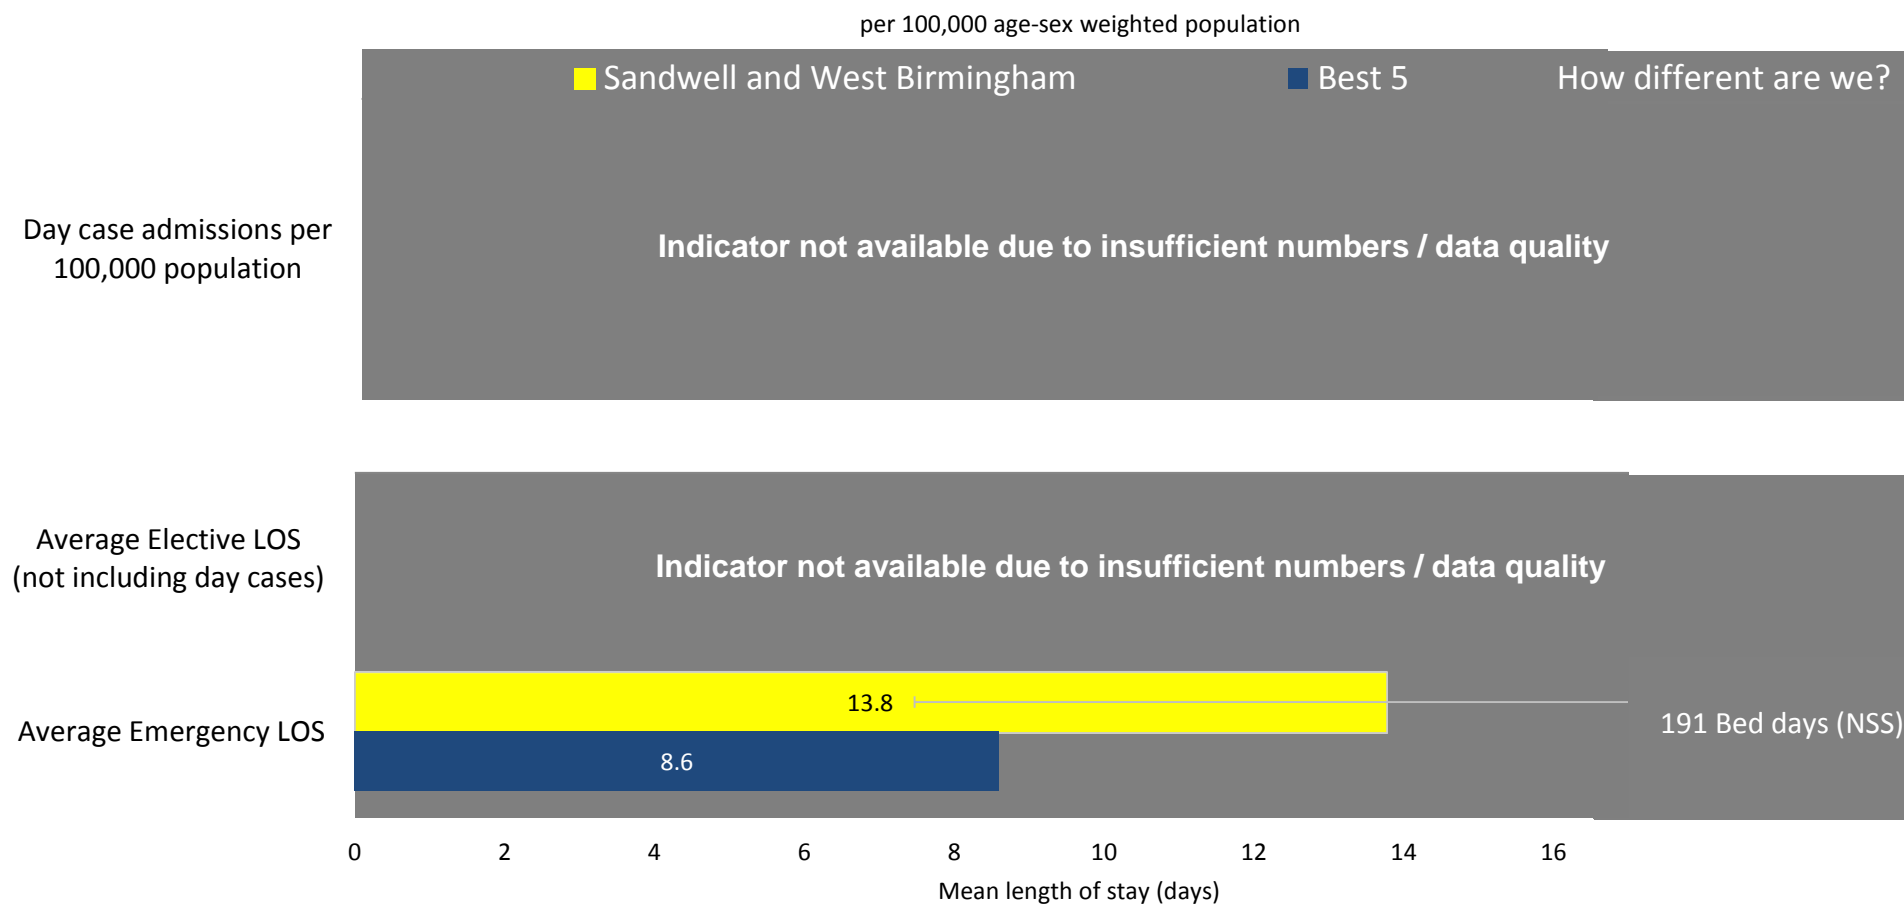 per 100,000 age-sex weighted population
Sandwell and West Birmingham Best 5 How different are we?
Day case admissions per
100,000 population
Indicator not available due to insufficient numbers / data quality
Average Elective LOS
(not including day cases)
Indicator not available due to insufficient numbers / data quality
Average Emergency LOS
13.8
8.6
191 Bed days (NSS)
0 2 4 6 8 10 12 14 16
Mean length of stay (days)